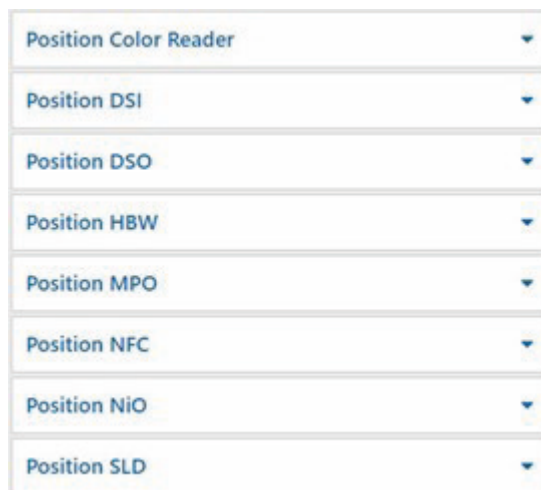 Position Color Reader
Position DSI
Position DSO
Position HBW
Position MPO
Position NFC
Position NiO
Position SLD